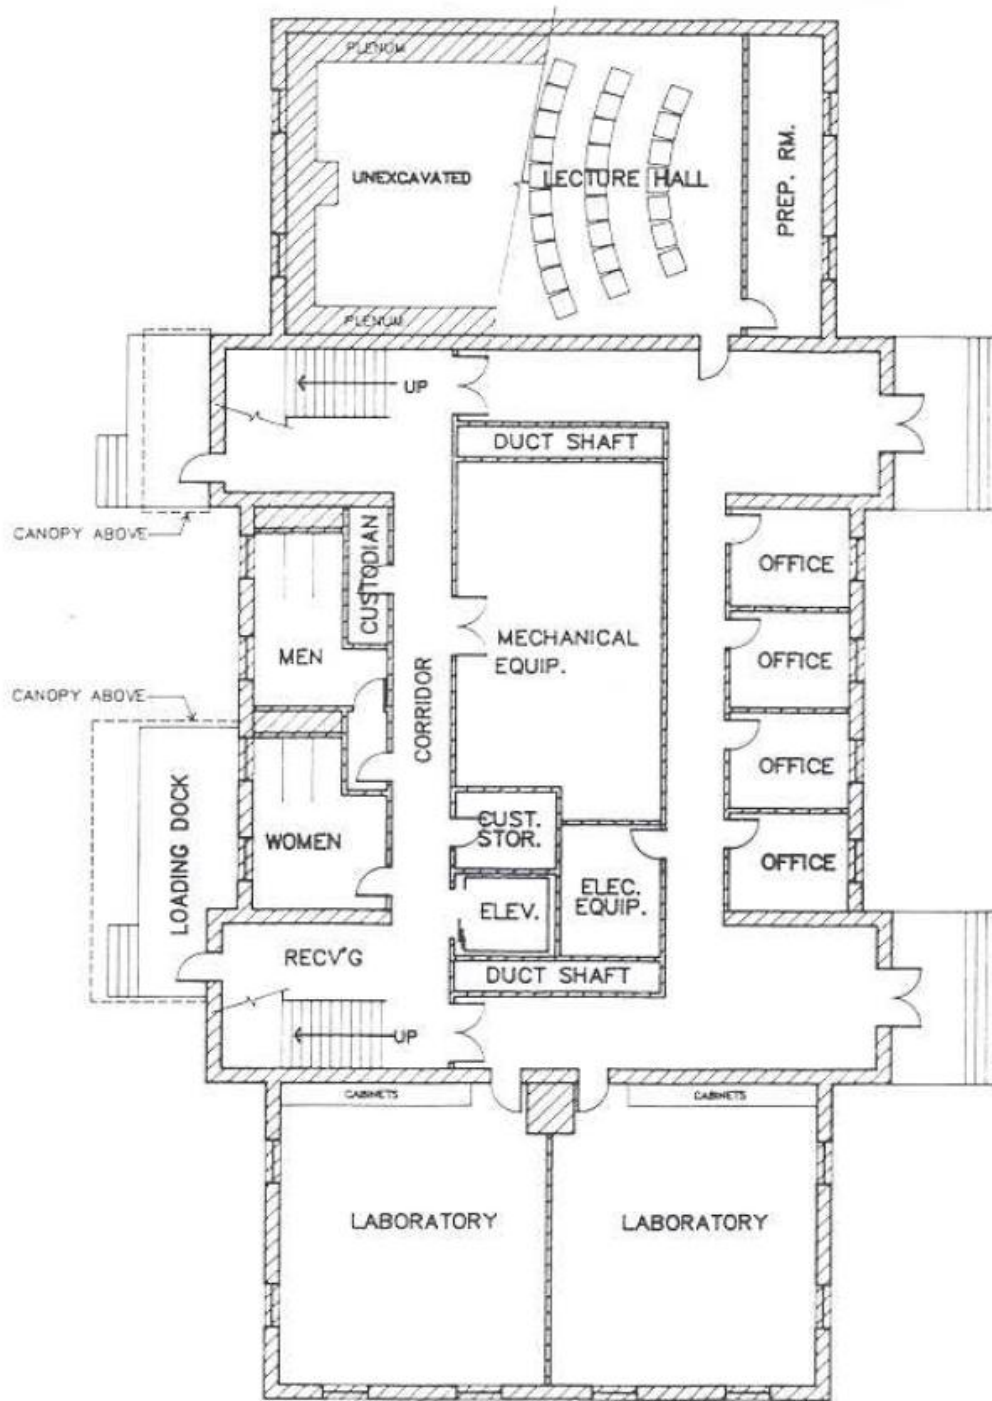 PLENUM
UNEXCAVATED
LECTURE HALL
PREP. RM.
PLENUM
UP
DUCT SHAFT
CANOPY ABOVE
CUSTODIAN
OFFICE
MEN
MECHANICAL
EQUIP.
OFFICE
CANOPY ABOVE
CORRIDOR
OFFICE
LOADING DOCK
WOMEN
CUST.
STOR.
OFFICE
ELEV.
ELEC.
EQUIP.
RECV'G
DUCT SHAFT
UP
CABINETS
CABINETS
LABORATORY
LABORATORY